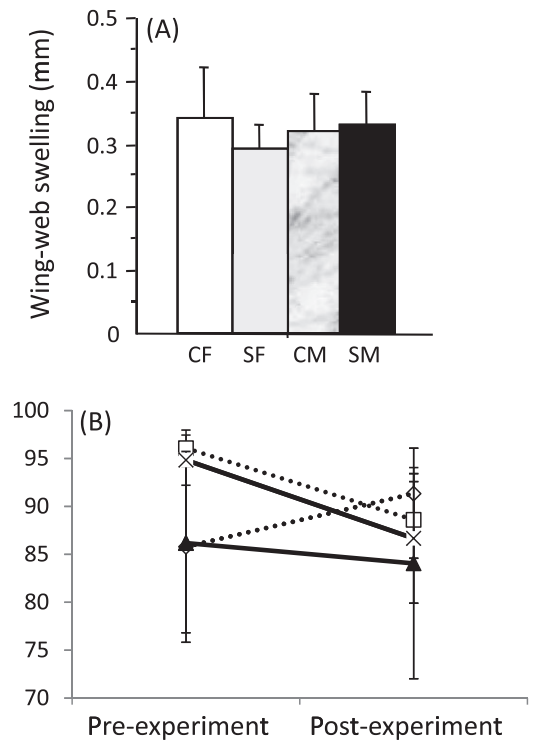 (A)
Wing-web swelling (mm)
0.5
0.4
0.3
0.2
0.1
0
CF SF CM SM
(B)
100
95
90
85
80
75
70
Pre-experiment Post-experiment